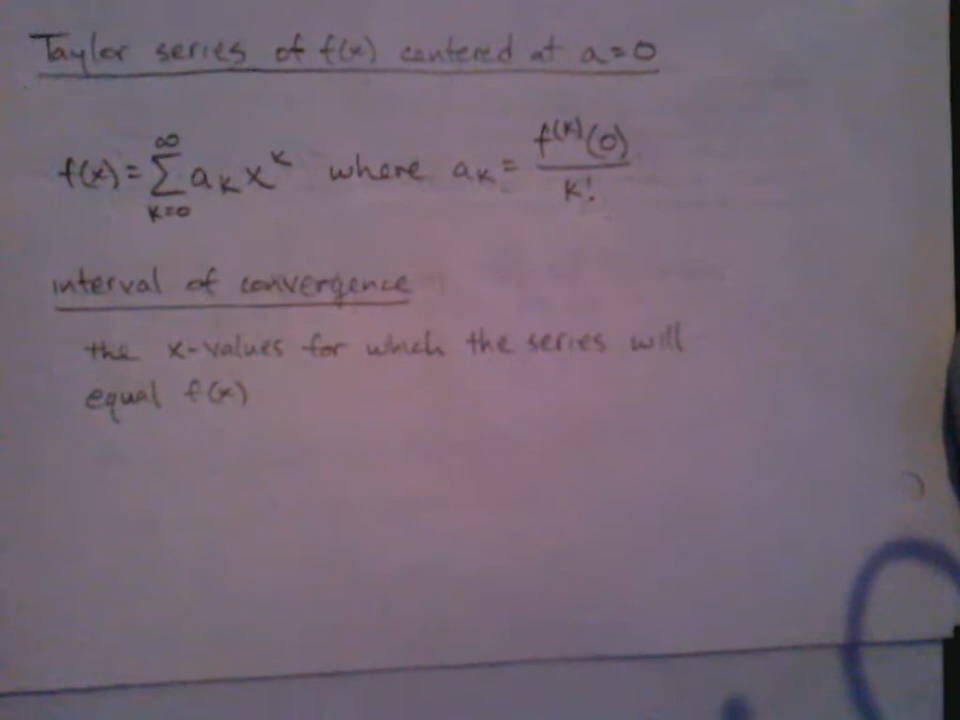 Taylor series of f(x) centered at a=0
f(x) = ∑_{k=0}^{∞} a_k x^k where a_k = f^{(k)}(0)/k!
interval of convergence
the x-values for which the series will
equal f(x)